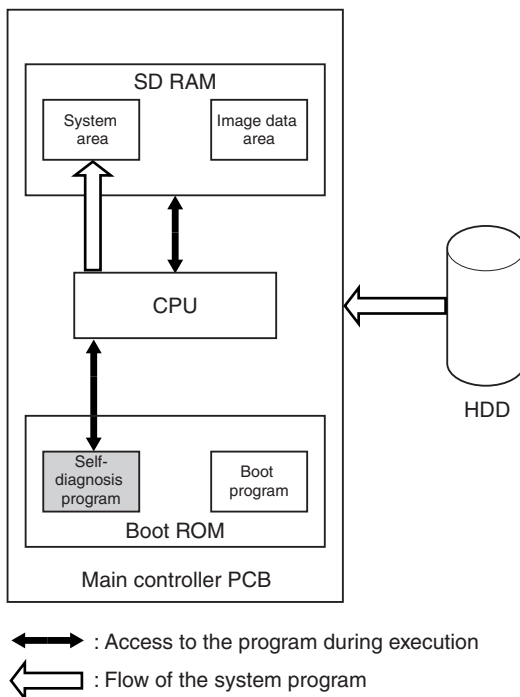 SD RAM
System
area
Image data
area
CPU
HDD
Self-
diagnosis
program
Boot
program
Boot ROM
Main controller PCB
: Access to the program during execution
: Flow of the system program